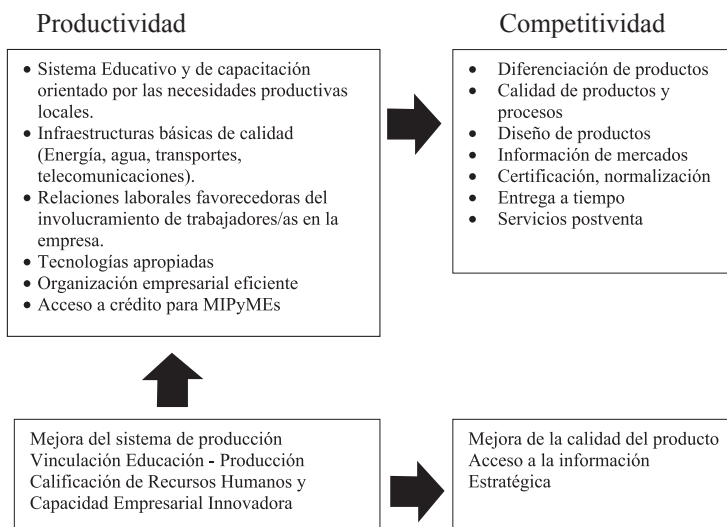 Productividad
• Sistema Educativo y de capacitación
orientado por las necesidades productivas
locales.
• Infraestructuras básicas de calidad
(Energía, agua, transportes,
telecomunicaciones).
• Relaciones laborales favorecedoras del
involucramiento de trabajadores/as en la
empresa.
• Tecnologías apropiadas
• Organización empresarial eficiente
• Acceso a crédito para MIPyMEs
Competitividad
• Diferenciación de productos
• Calidad de productos y
procesos
• Diseño de productos
• Información de mercados
• Certificación, normalización
• Entrega a tiempo
• Servicios postventa
Mejora del sistema de producción
Vinculación Educación - Producción
Calificación de Recursos Humanos y
Capacidad Empresarial Innovadora
Mejora de la calidad del producto
Acceso a la información
Estratégica